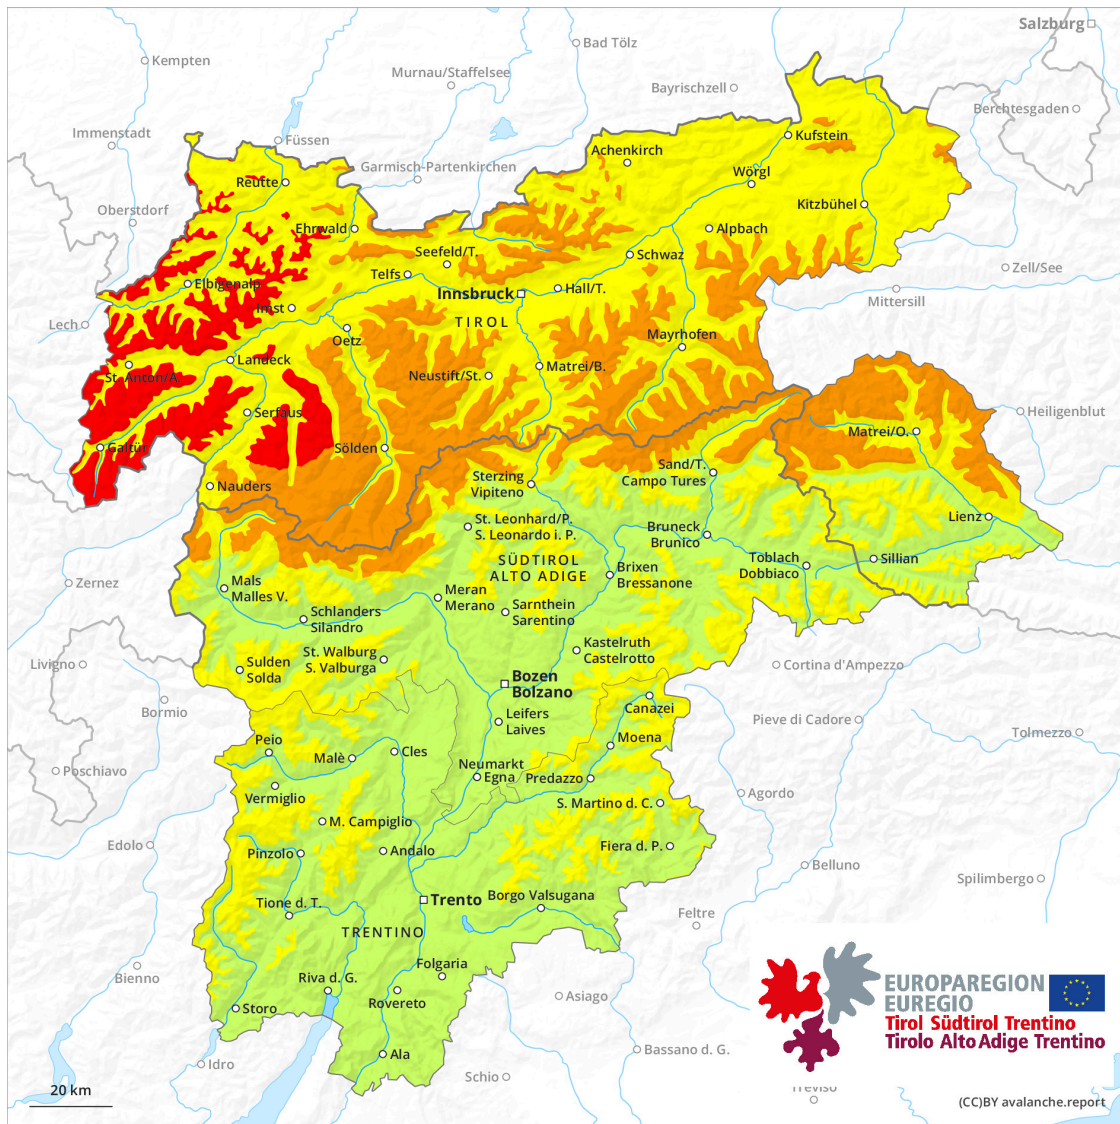 Salzburg
Bad Tölz
Kempten
Murnau/Staffelsee
Bayrischzell
Berchtesgaden
Immenstadt
Füssen
Kufstein
Achenkirch
Garmisch-Partenkirchen
Wörgl
Reutte
Oberstdorf
Kitzbühel
Ehrwald
Alpbach
Seefeld/T.
Schwaz
Telfs
Zell/See
Elbigenalp
Hall/T.
Innsbruck
Mittersill
Imst
Lech
TIROL
Oetz
Mayrhofen
Landeck
Matrei/B.
St. Anton/A.
Neustift/St.
Serfaus
Heiligenblut
Matrei/O.
Galtür
Sölden
Sand/T.
Campo Tures
Sterzing
Vipiteno
Nauders
Lienz
St. Leonhard/P.
S. Leonardo i. P.
Bruneck
Brunico
SÜDTIROL
ALTO ADIGE
Toblach
Dobbiaco
Sillian
Brixen
Bressanone
Zernez
Mals
Malles V.
Meran
Merano
Sarnthein
Sarentino
Schlanders
Silandro
Kastelruth
Castelrotto
St. Walburg
S. Valburga
Livigno
Sulden
Solda
Cortina d'Ampezzo
Bozen
Bolzano
Canazei
Bormio
Leifers
Laives
Pieve di Cadore
Tolmezzo
Moena
Peio
Cles
Malè
Neumarkt
Egna
Predazzo
Poschiavo
Vermiglio
Agordo
S. Martino d. C.
M. Campiglio
Edolo
Fiera d. P.
Andalo
Pinzolo
Belluno
Spilimbergo
Borgo Valsugana
Trento
Tione d. T.
Feltre
TRENTINO
Folgaria
Bienno
Riva d. G.
Rovereto
Asiago
Storo
EUROPAREGION
EUREGIO
Tirol Südtirol Trentino
Tirolo Alto Adige Trentino
Bassano d. G.
Ala
Idro
Schio
Treviso
20 km
(CC)BY avalanche.report